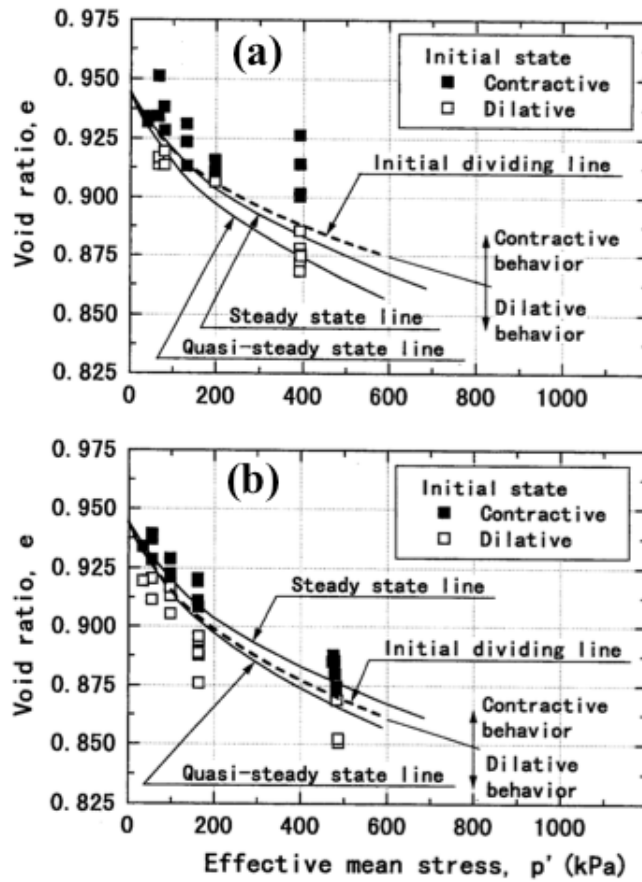 0.975
0.950
0.925
0.900
0.875
0.850
0.825
Void ratio, e
(a)
Initial state
Contractive
Dilative
Initial dividing line
Contractive
behavior
Dilative
behavior
Steady state line
Quasi-steady state line
0 200 400 600 800 1000
0.975
0.950
0.925
0.900
0.875
0.850
0.825
Void ratio, e
(b)
Initial state
Contractive
Dilative
Steady state line
Initial dividing line
Contractive
behavior
Dilative
behavior
Quasi-steady state line
0 200 400 600 800 1000
Effective mean stress, p' (kPa)